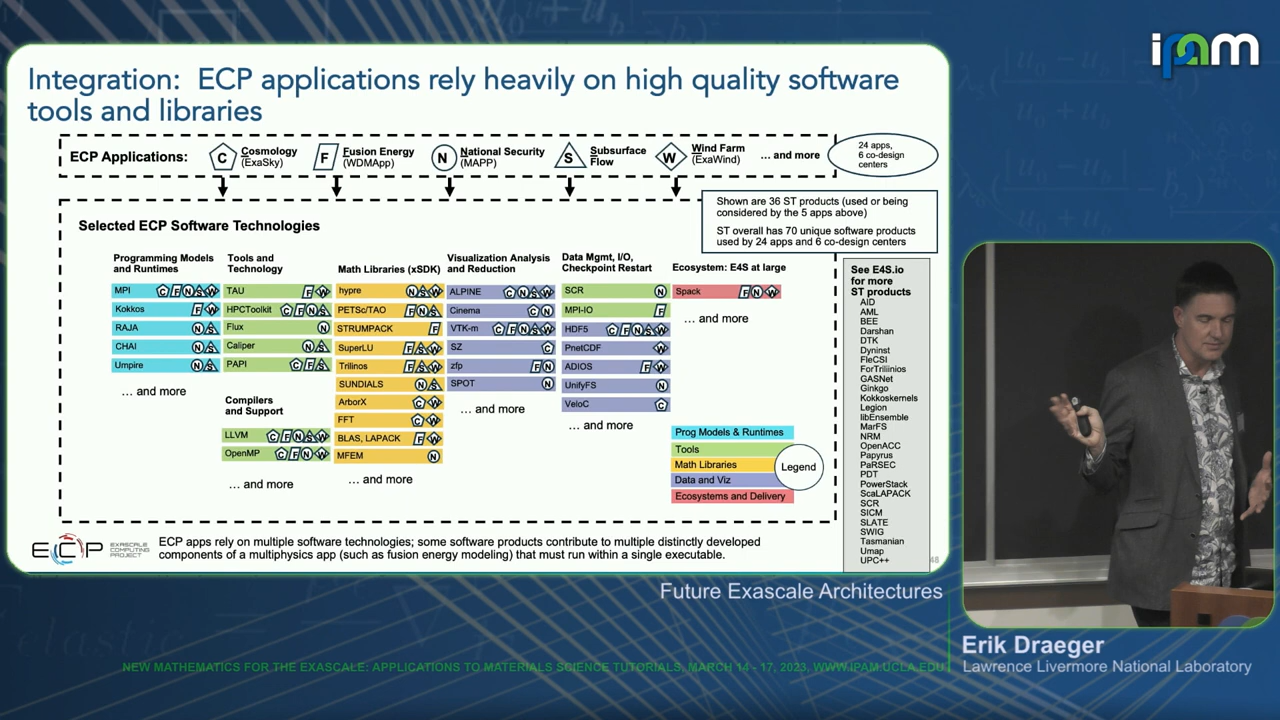 ipam
Integration: ECP applications rely heavily on high quality software
tools and libraries
ECP Applications:
C
Cosmology
(ExaSky)
F
Fusion Energy
(WDMApp)
N
National Security
(MAPP)
S
Subsurface
Flow
W
Wind Farm
(ExaWind)
... and more
24 apps,
6 co-design
centers
Shown are 36 ST products (used or being
considered by the 5 apps above)
ST overall has 70 unique software products
used by 24 apps and 6 co-design centers
Selected ECP Software Technologies
Programming Models
and Runtimes
MPI C F N S W
Kokkos F W
RAJA N S
CHAI N S
Umpire N S
... and more
Tools and
Technology
TAU F W
HPCToolkit C F N S
Flux N
Caliper N S
PAPI C F S
Compilers
and Support
LLVM C F N S W
OpenMP C F N W
... and more
Math Libraries (xSDK)
hypre N S W
PETSc/TAO F N S
STRUMPACK F
SuperLU F S W
Trilinos F S W
SUNDIALS N S
ArborX C W
FFT C W
BLAS, LAPACK F W
MFEM N
... and more
Visualization Analysis
and Reduction
ALPINE C N S W
Cinema C N
VTK-m C F N S W
SZ C
zfp F N
SPOT N
... and more
Data Mgmt, I/O,
Checkpoint Restart
SCR N
MPI-IO F
HDF5 C F N S W
PnetCDF W
ADIOS F W
UnifyFS N
VeloC C
... and more
Ecosystem: E4S at large
Spack F N W
... and more
Prog Models & Runtimes
Tools
Math Libraries
Data and Viz
Ecosystems and Delivery
Legend
See E4S.io
for more
ST products
AID
AML
BEE
Darshan
DTK
Dyninst
FleCSI
ForTriliinios
GASNet
Ginkgo
Kokkoskernels
Legion
libEnsemble
MarFS
NRM
OpenACC
Papyrus
PaRSEC
PDT
PowerStack
ScaLAPACK
SCR
SICM
SLATE
SWIG
Tasmanian
Umap
UPC++
ECP
EXASCALE
COMPUTING
PROJECT
ECP apps rely on multiple software technologies; some software products contribute to multiple distinctly developed
components of a multiphysics app (such as fusion energy modeling) that must run within a single executable.
48
Future Exascale Architectures
Erik Draeger
Lawrence Livermore National Laboratory
NEW MATHEMATICS FOR THE EXASCALE: APPLICATIONS TO MATERIALS SCIENCE TUTORIALS, MARCH 14 - 17, 2023, WWW.IPAM.UCLA.EDU